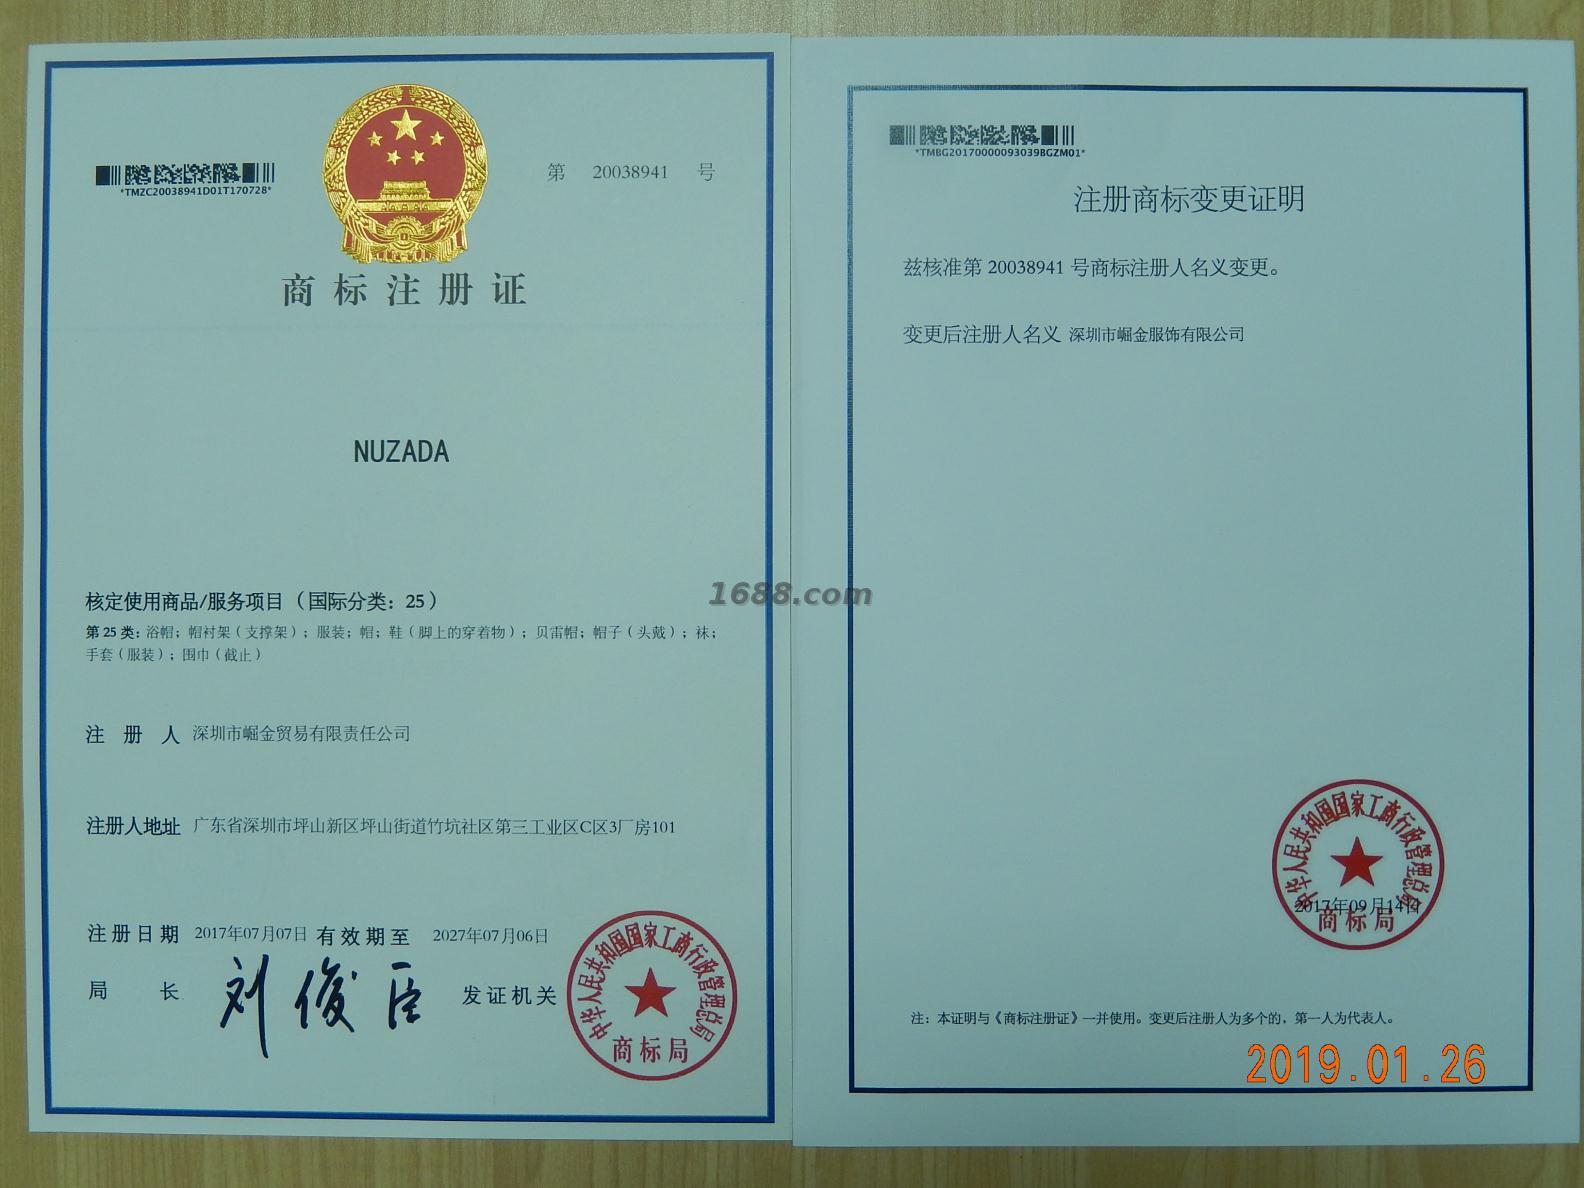 *TMZC20038941D01T170728*
第 20038941 号
商标注册证
NUZADA
核定使用商品/服务项目（国际分类：25）
第25类：浴帽；帽衬架（支撑架）；服装；帽；鞋（脚上的穿着物）；贝雷帽；帽子（头戴）；袜；
手套（服装）；围巾（截止）
注 册 人 深圳市崛金贸易有限责任公司
注册人地址 广东省深圳市坪山新区坪山街道竹坑社区第三工业区C区3厂房101
注册日期 2017年07月07日 有效期至 2027年07月06日
局 长 刘俊臣 发证机关
中华人民共和国国家工商行政管理总局
商标局
*TMBG20170000093039BGZM01*
注册商标变更证明
兹核准第 20038941 号商标注册人名义变更。
变更后注册人名义 深圳市崛金服饰有限公司
中华人民共和国国家工商行政管理总局
2017年09月14日
商标局
注：本证明与《商标注册证》一并使用。变更后注册人为多个的，第一人为代表人。
2019.01.26
1688.com